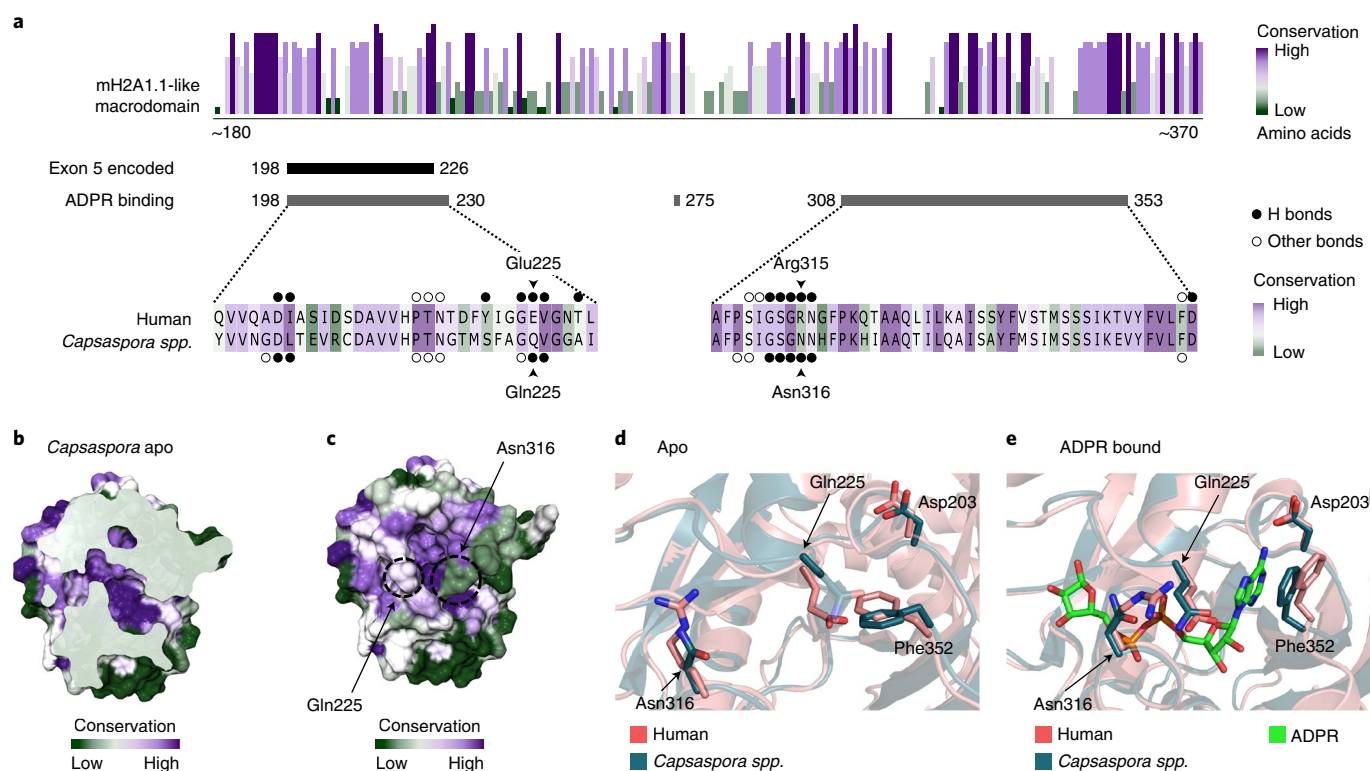 a
Conservation
High
Low
Amino acids
mH2A1.1-like
macrodomain
~180
~370
Exon 5 encoded
198
226
ADPR binding
198
230
275
308
353
H bonds
Other bonds
Glu225
Arg315
Conservation
High
Low
Human
QVVQADIASIDSDAVVHPTNTDFYIGGEVGNTL
AFPSIGSGRNGFPKQTAAQLILKAISSYFVSTMSSSIKTVYFVLFD
Capsaspora spp.
YVVNGDLTEVRCDAVVHPTNGTMSFAGQVGGAI
AFPSIGSGNNHFPKHIAAQTILQAISAYFMSIMSSSIKEVYFVLFD
Gln225
Asn316
b
Capsaspora apo
Conservation
Low
High
c
Asn316
Gln225
Conservation
Low
High
d
Apo
Gln225
Asp203
Phe352
Asn316
Human
Capsaspora spp.
e
ADPR bound
Gln225
Asp203
Phe352
Asn316
Human
ADPR
Capsaspora spp.